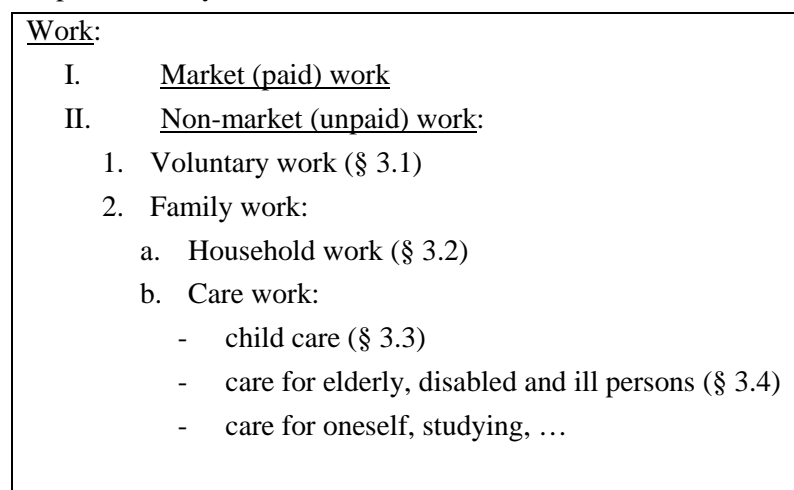 Work:
I. Market (paid) work
II. Non-market (unpaid) work:
1. Voluntary work (§ 3.1)
2. Family work:
a. Household work (§ 3.2)
b. Care work:
- child care (§ 3.3)
- care for elderly, disabled and ill persons (§ 3.4)
- care for oneself, studying, …